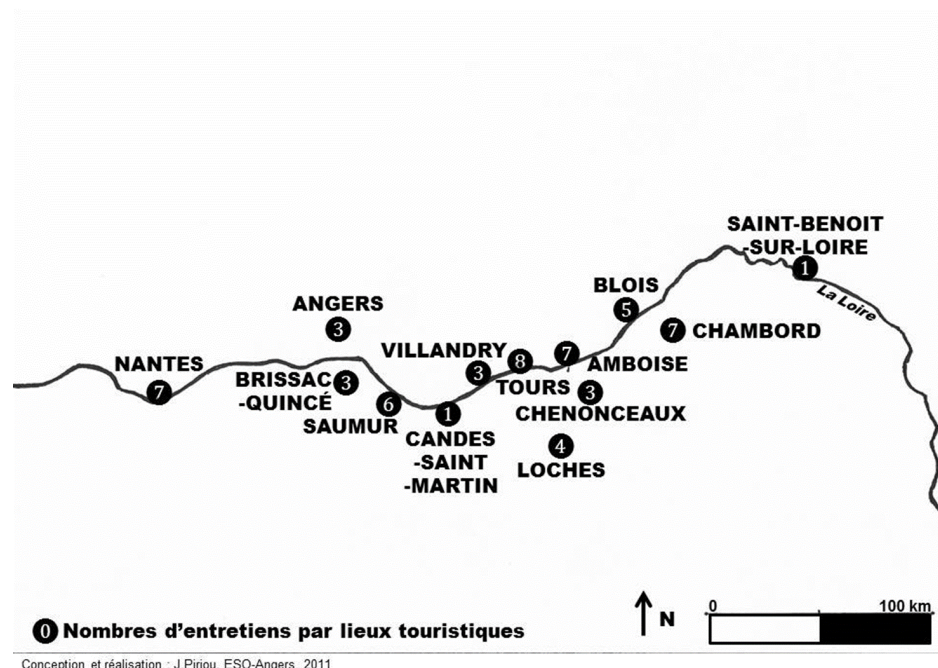 SAINT-BENOIT
-SUR-LOIRE
1
La Loire
BLOIS
5
ANGERS
3
7
CHAMBORD
VILLANDRY
3
8
TOURS
7
AMBOISE
NANTES
7
BRISSAC
-QUINCÉ
3
3
CHENONCEAUX
6
SAUMUR
1
CANDES
-SAINT
-MARTIN
4
LOCHES
N
0
100 km
0 Nombres d'entretiens par lieux touristiques
Conception et réalisation : J.Piriou, ESO-Angers, 2011